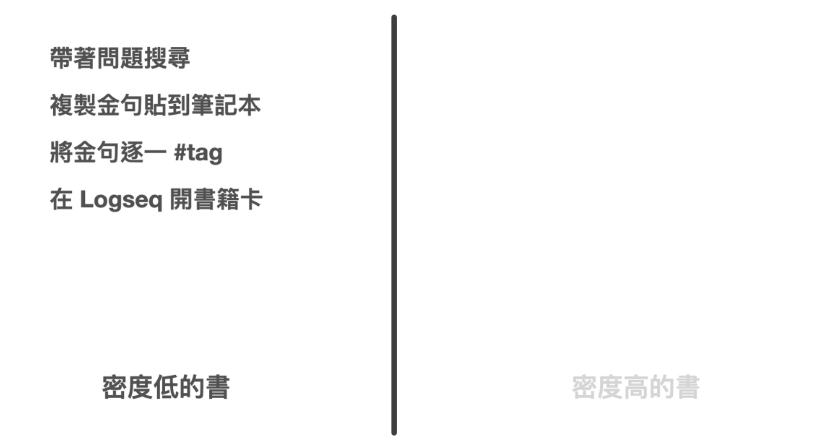 帶著問題搜尋
複製金句貼到筆記本
將金句逐一 #tag
在 Logseq 開書籍卡
密度低的書
密度高的書